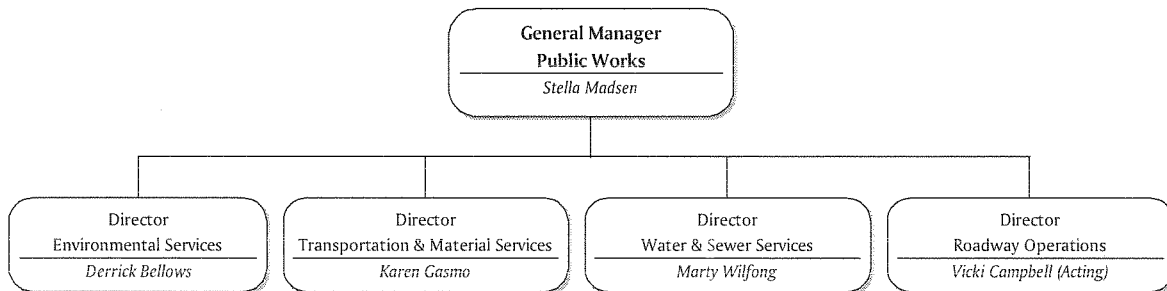 General Manager
Public Works
Stella Madsen
Director
Environmental Services
Derrick Bellows
Director
Transportation & Material Services
Karen Gasmo
Director
Water & Sewer Services
Marty Wilfong
Director
Roadway Operations
Vicki Campbell (Acting)